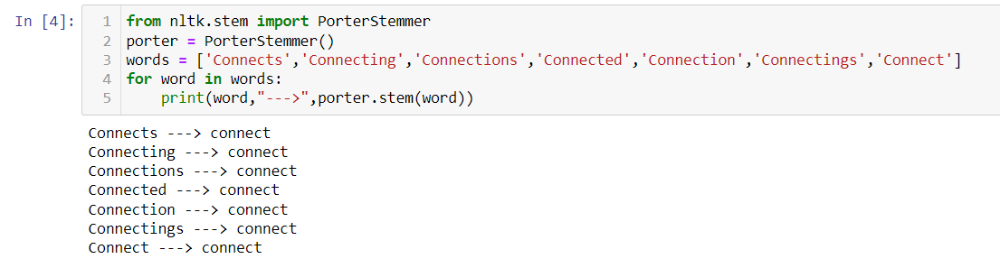 In [4]:
1 from nltk.stem import PorterStemmer
2 porter = PorterStemmer()
3 words = ['Connects','Connecting','Connections','Connected','Connection','Connectings','Connect']
4 for word in words:
5     print(word,"--->",porter.stem(word))
Connects ---> connect
Connecting ---> connect
Connections ---> connect
Connected ---> connect
Connection ---> connect
Connectings ---> connect
Connect ---> connect